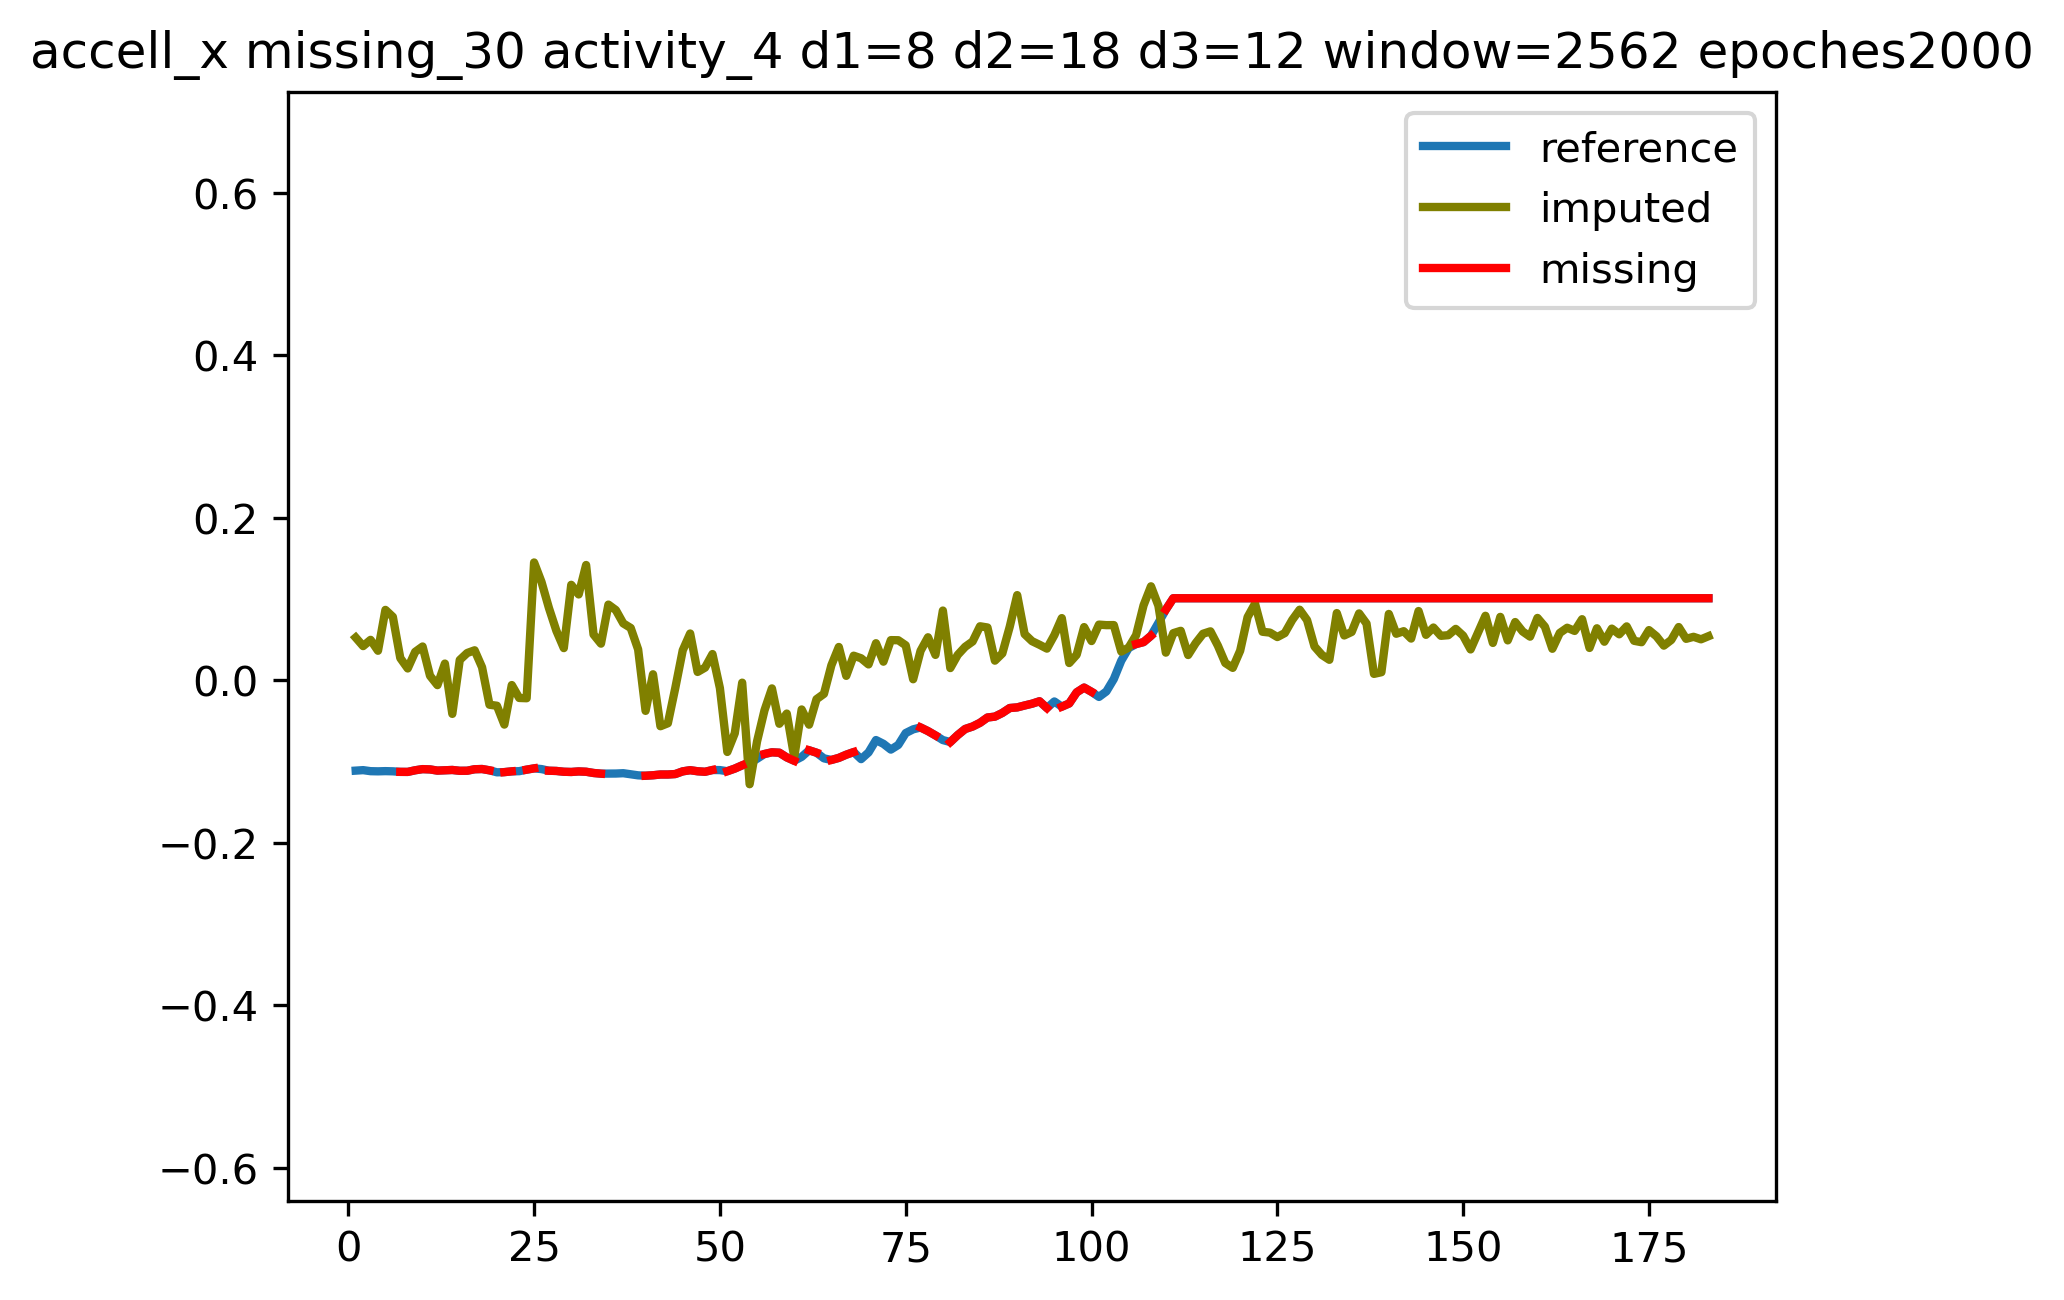 accell_x missing_30 activity_4 d1=8 d2=18 d3=12 window=2562 epoches2000
reference
imputed
missing
0.6
0.4
0.2
0.0
−0.2
−0.4
−0.6
0 25 50 75 100 125 150 175